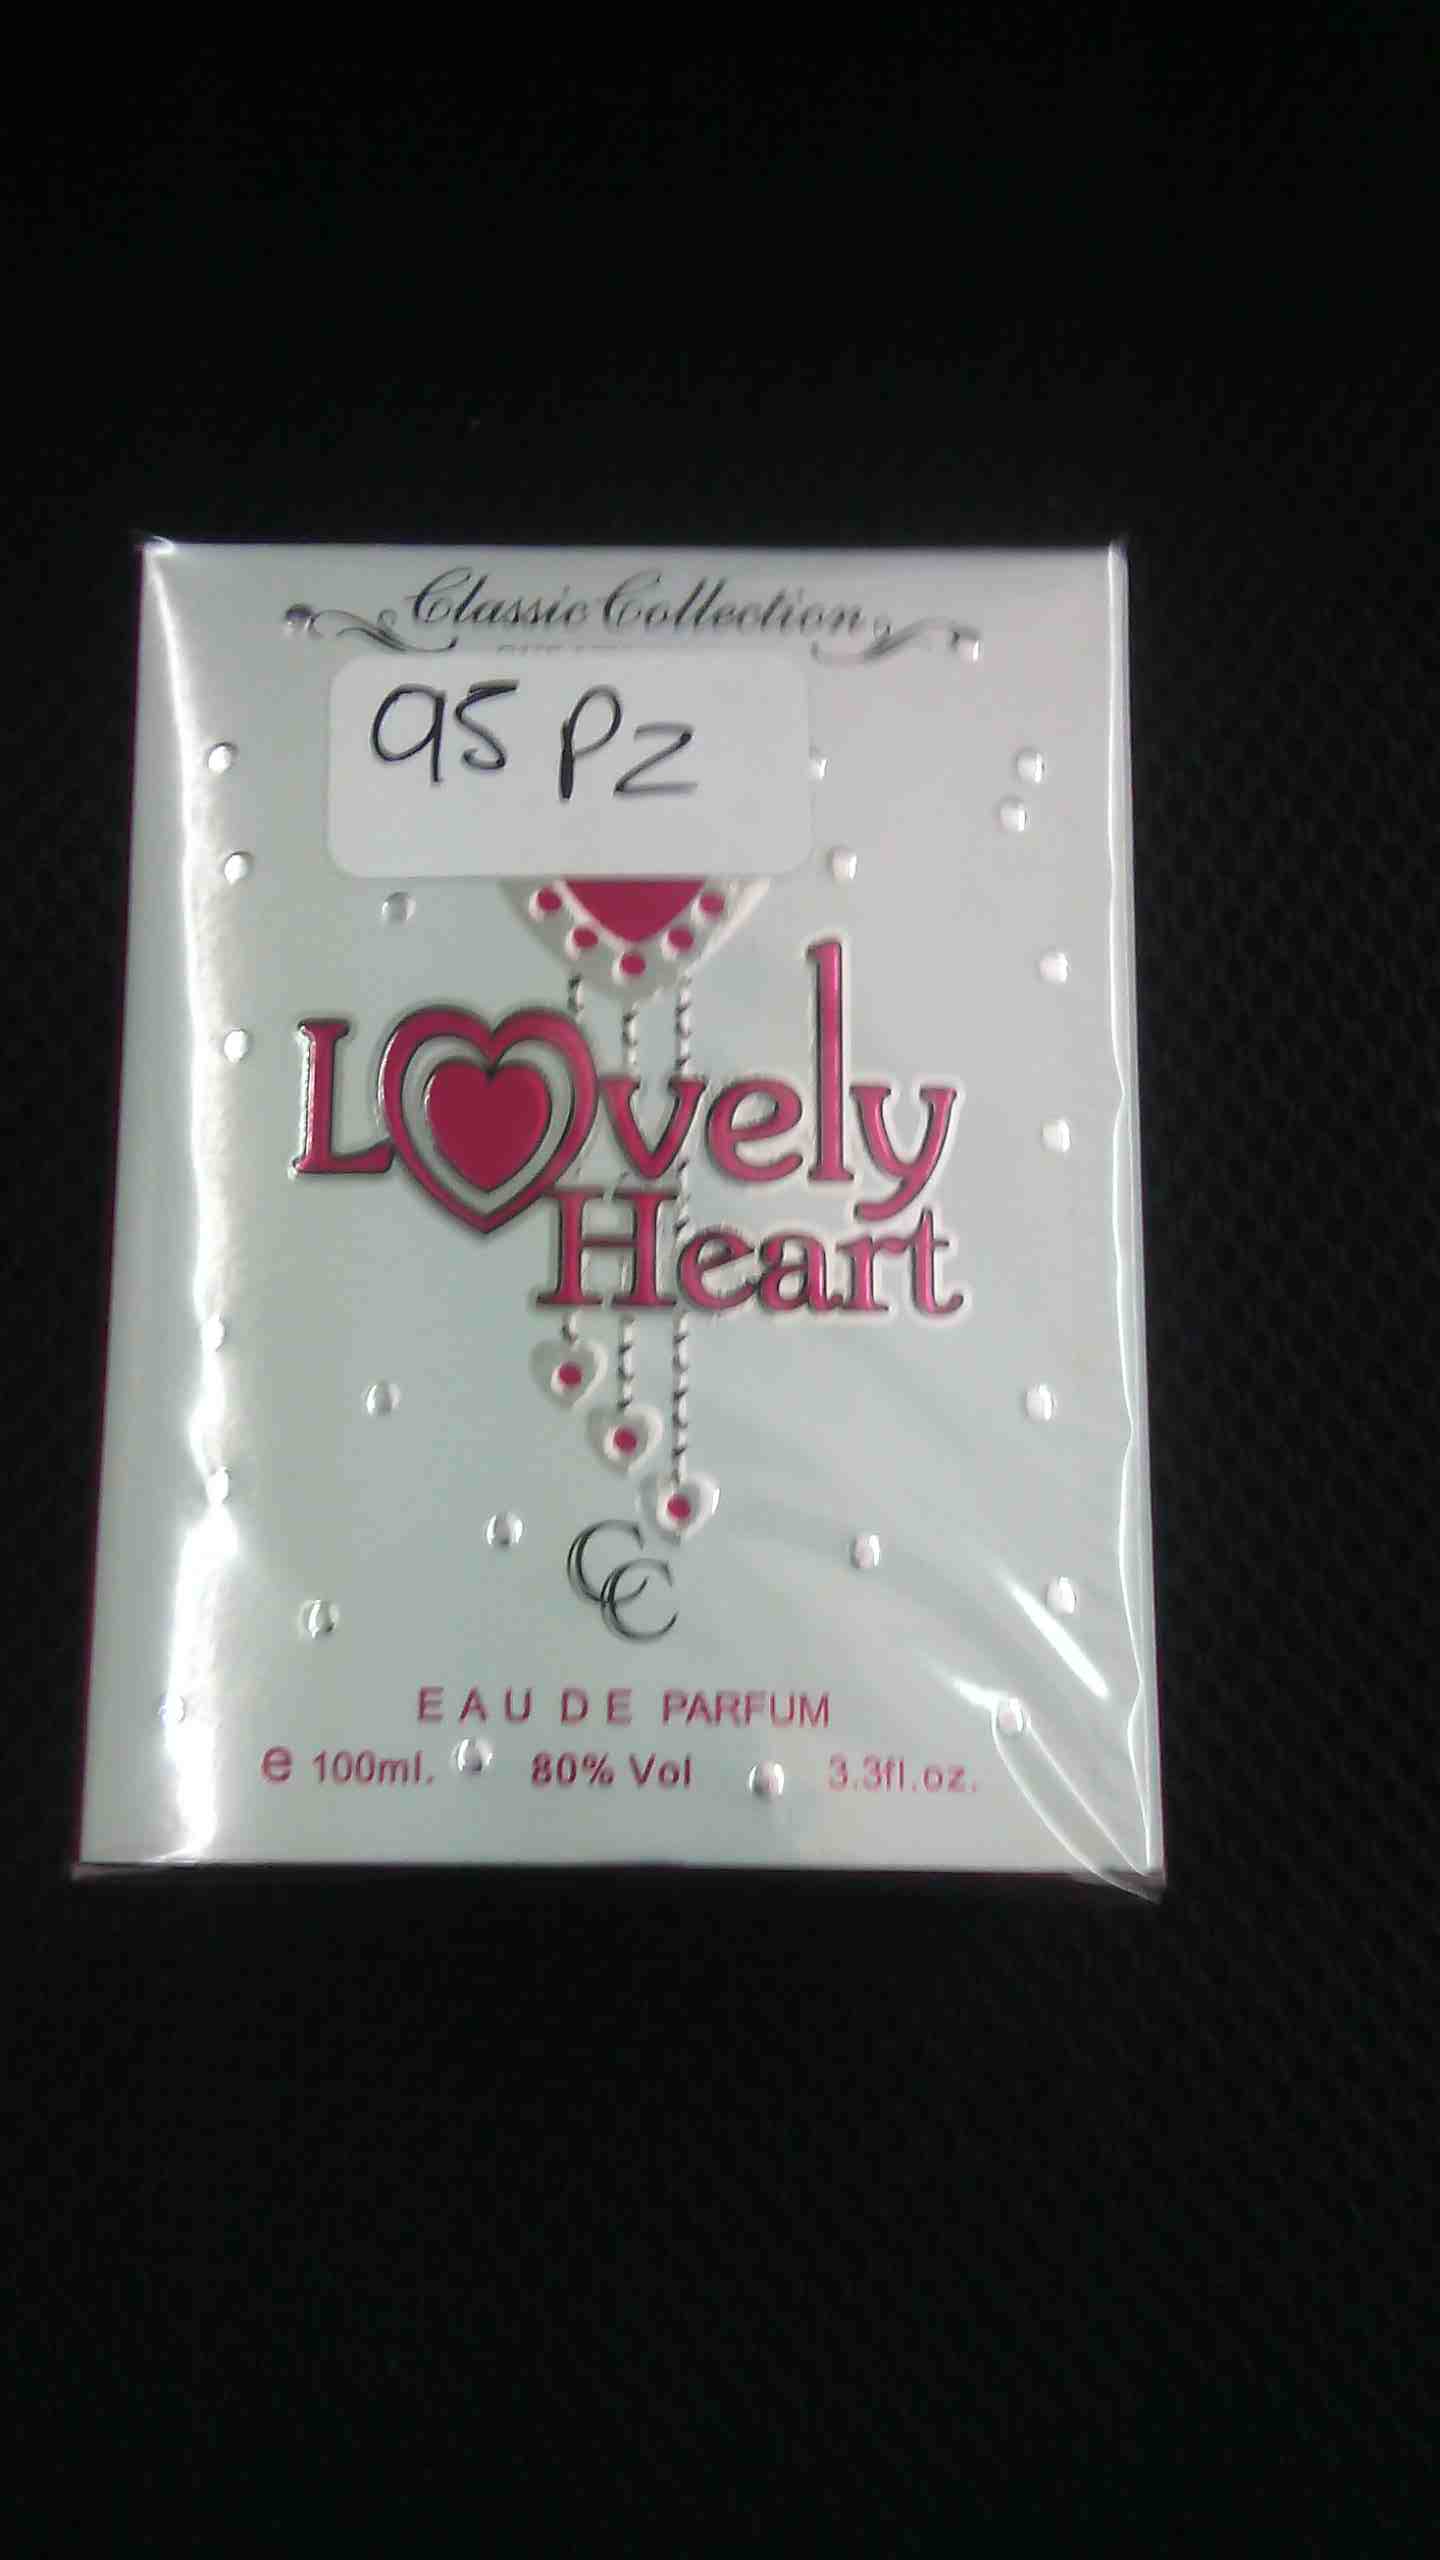 Classic Collection
95 Pz
Lovely
Heart
CC
EAU DE PARFUM
e 100ml. 80% Vol 3.3fl.oz.